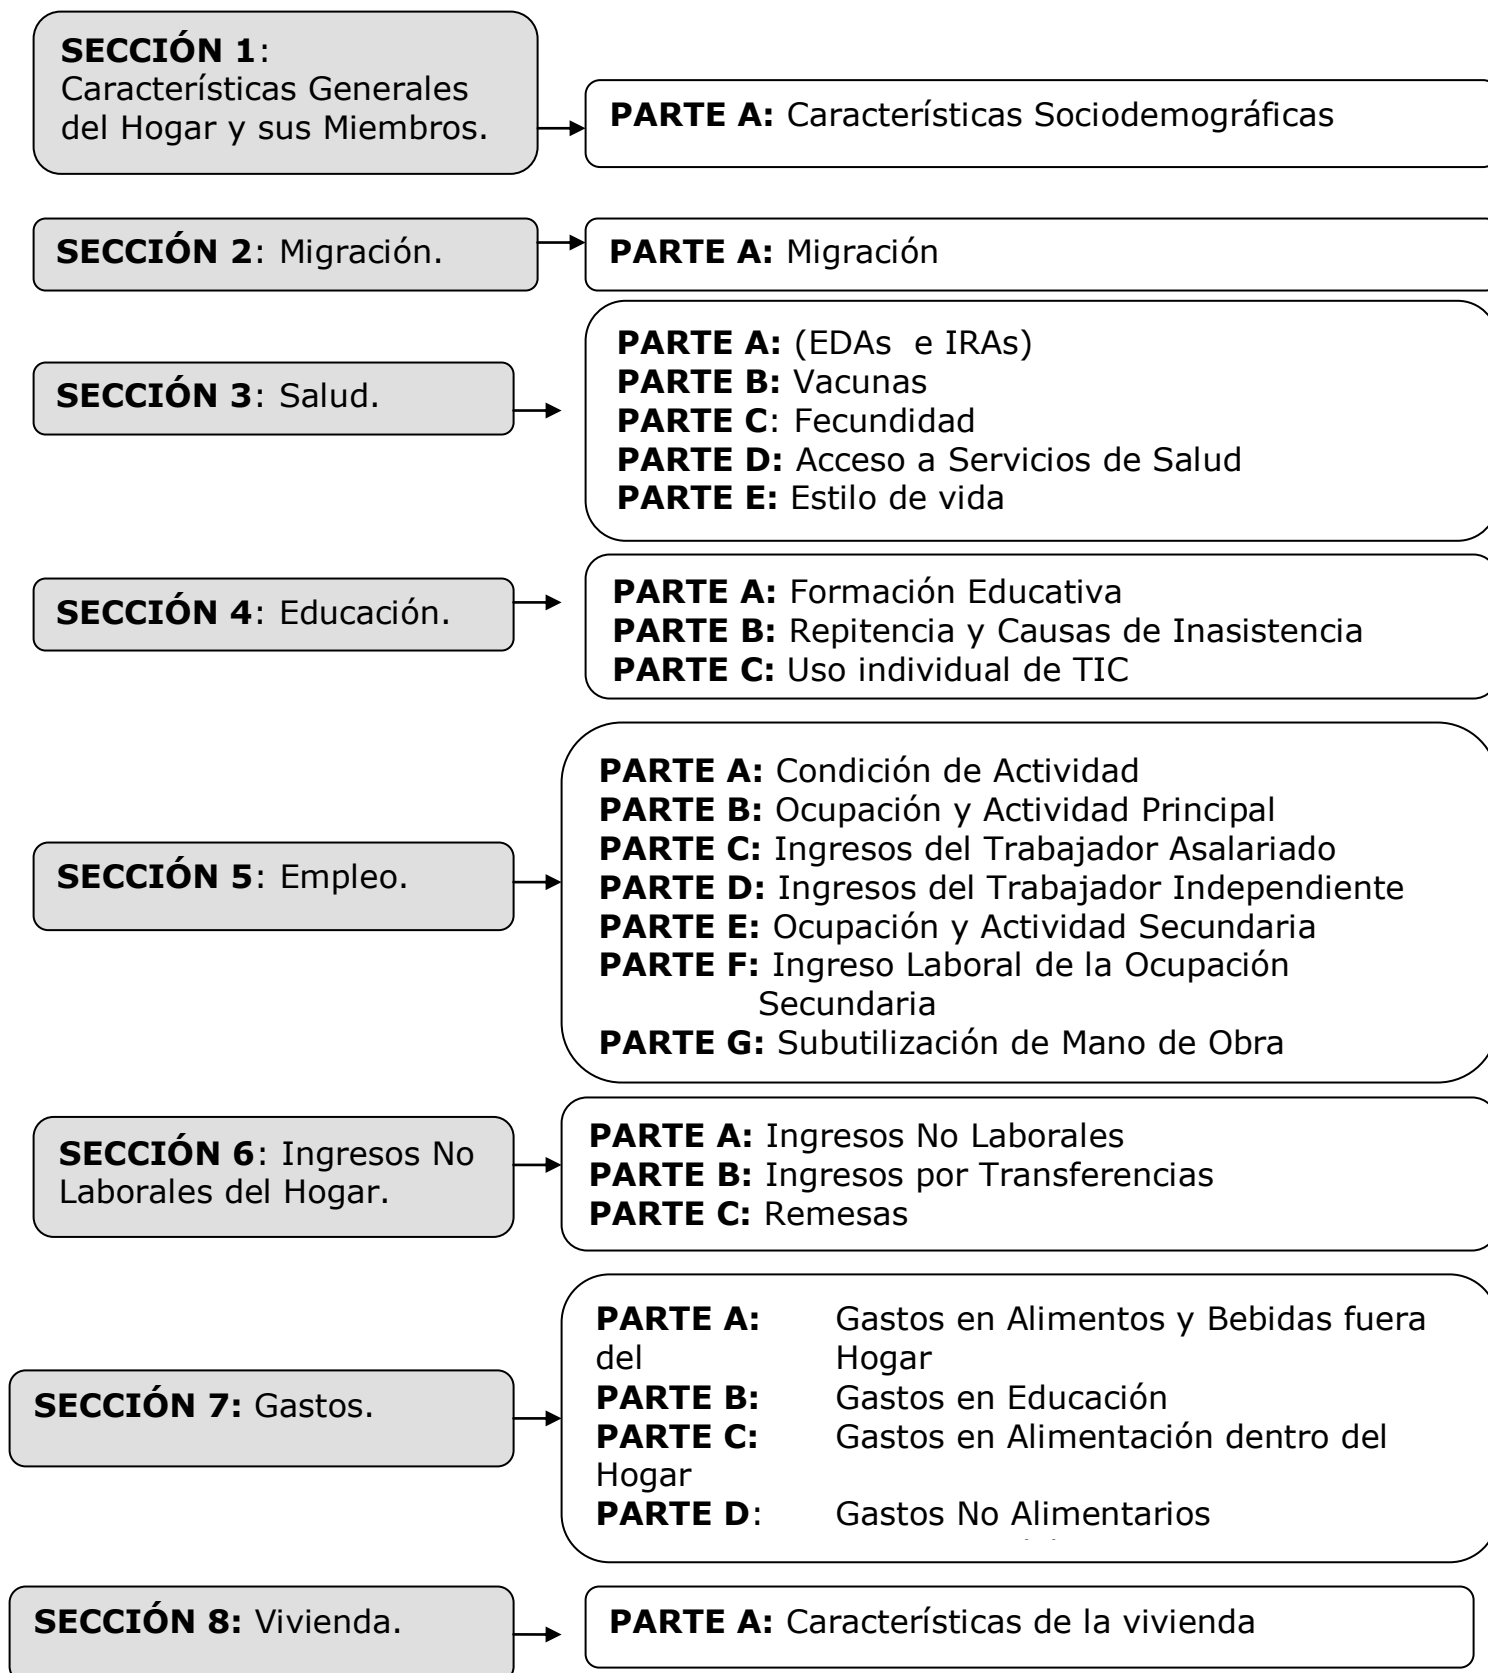 SECCIÓN 1:
Características Generales
del Hogar y sus Miembros.
PARTE A: Características Sociodemográficas
SECCIÓN 2: Migración.
PARTE A: Migración
SECCIÓN 3: Salud.
PARTE A: (EDAs e IRAs)
PARTE B: Vacunas
PARTE C: Fecundidad
PARTE D: Acceso a Servicios de Salud
PARTE E: Estilo de vida
SECCIÓN 4: Educación.
PARTE A: Formación Educativa
PARTE B: Repitencia y Causas de Inasistencia
PARTE C: Uso individual de TIC
SECCIÓN 5: Empleo.
PARTE A: Condición de Actividad
PARTE B: Ocupación y Actividad Principal
PARTE C: Ingresos del Trabajador Asalariado
PARTE D: Ingresos del Trabajador Independiente
PARTE E: Ocupación y Actividad Secundaria
PARTE F: Ingreso Laboral de la Ocupación
Secundaria
PARTE G: Subutilización de Mano de Obra
SECCIÓN 6: Ingresos No
Laborales del Hogar.
PARTE A: Ingresos No Laborales
PARTE B: Ingresos por Transferencias
PARTE C: Remesas
SECCIÓN 7: Gastos.
PARTE A: Gastos en Alimentos y Bebidas fuera
del Hogar
PARTE B: Gastos en Educación
PARTE C: Gastos en Alimentación dentro del
Hogar
PARTE D: Gastos No Alimentarios
SECCIÓN 8: Vivienda.
PARTE A: Características de la vivienda